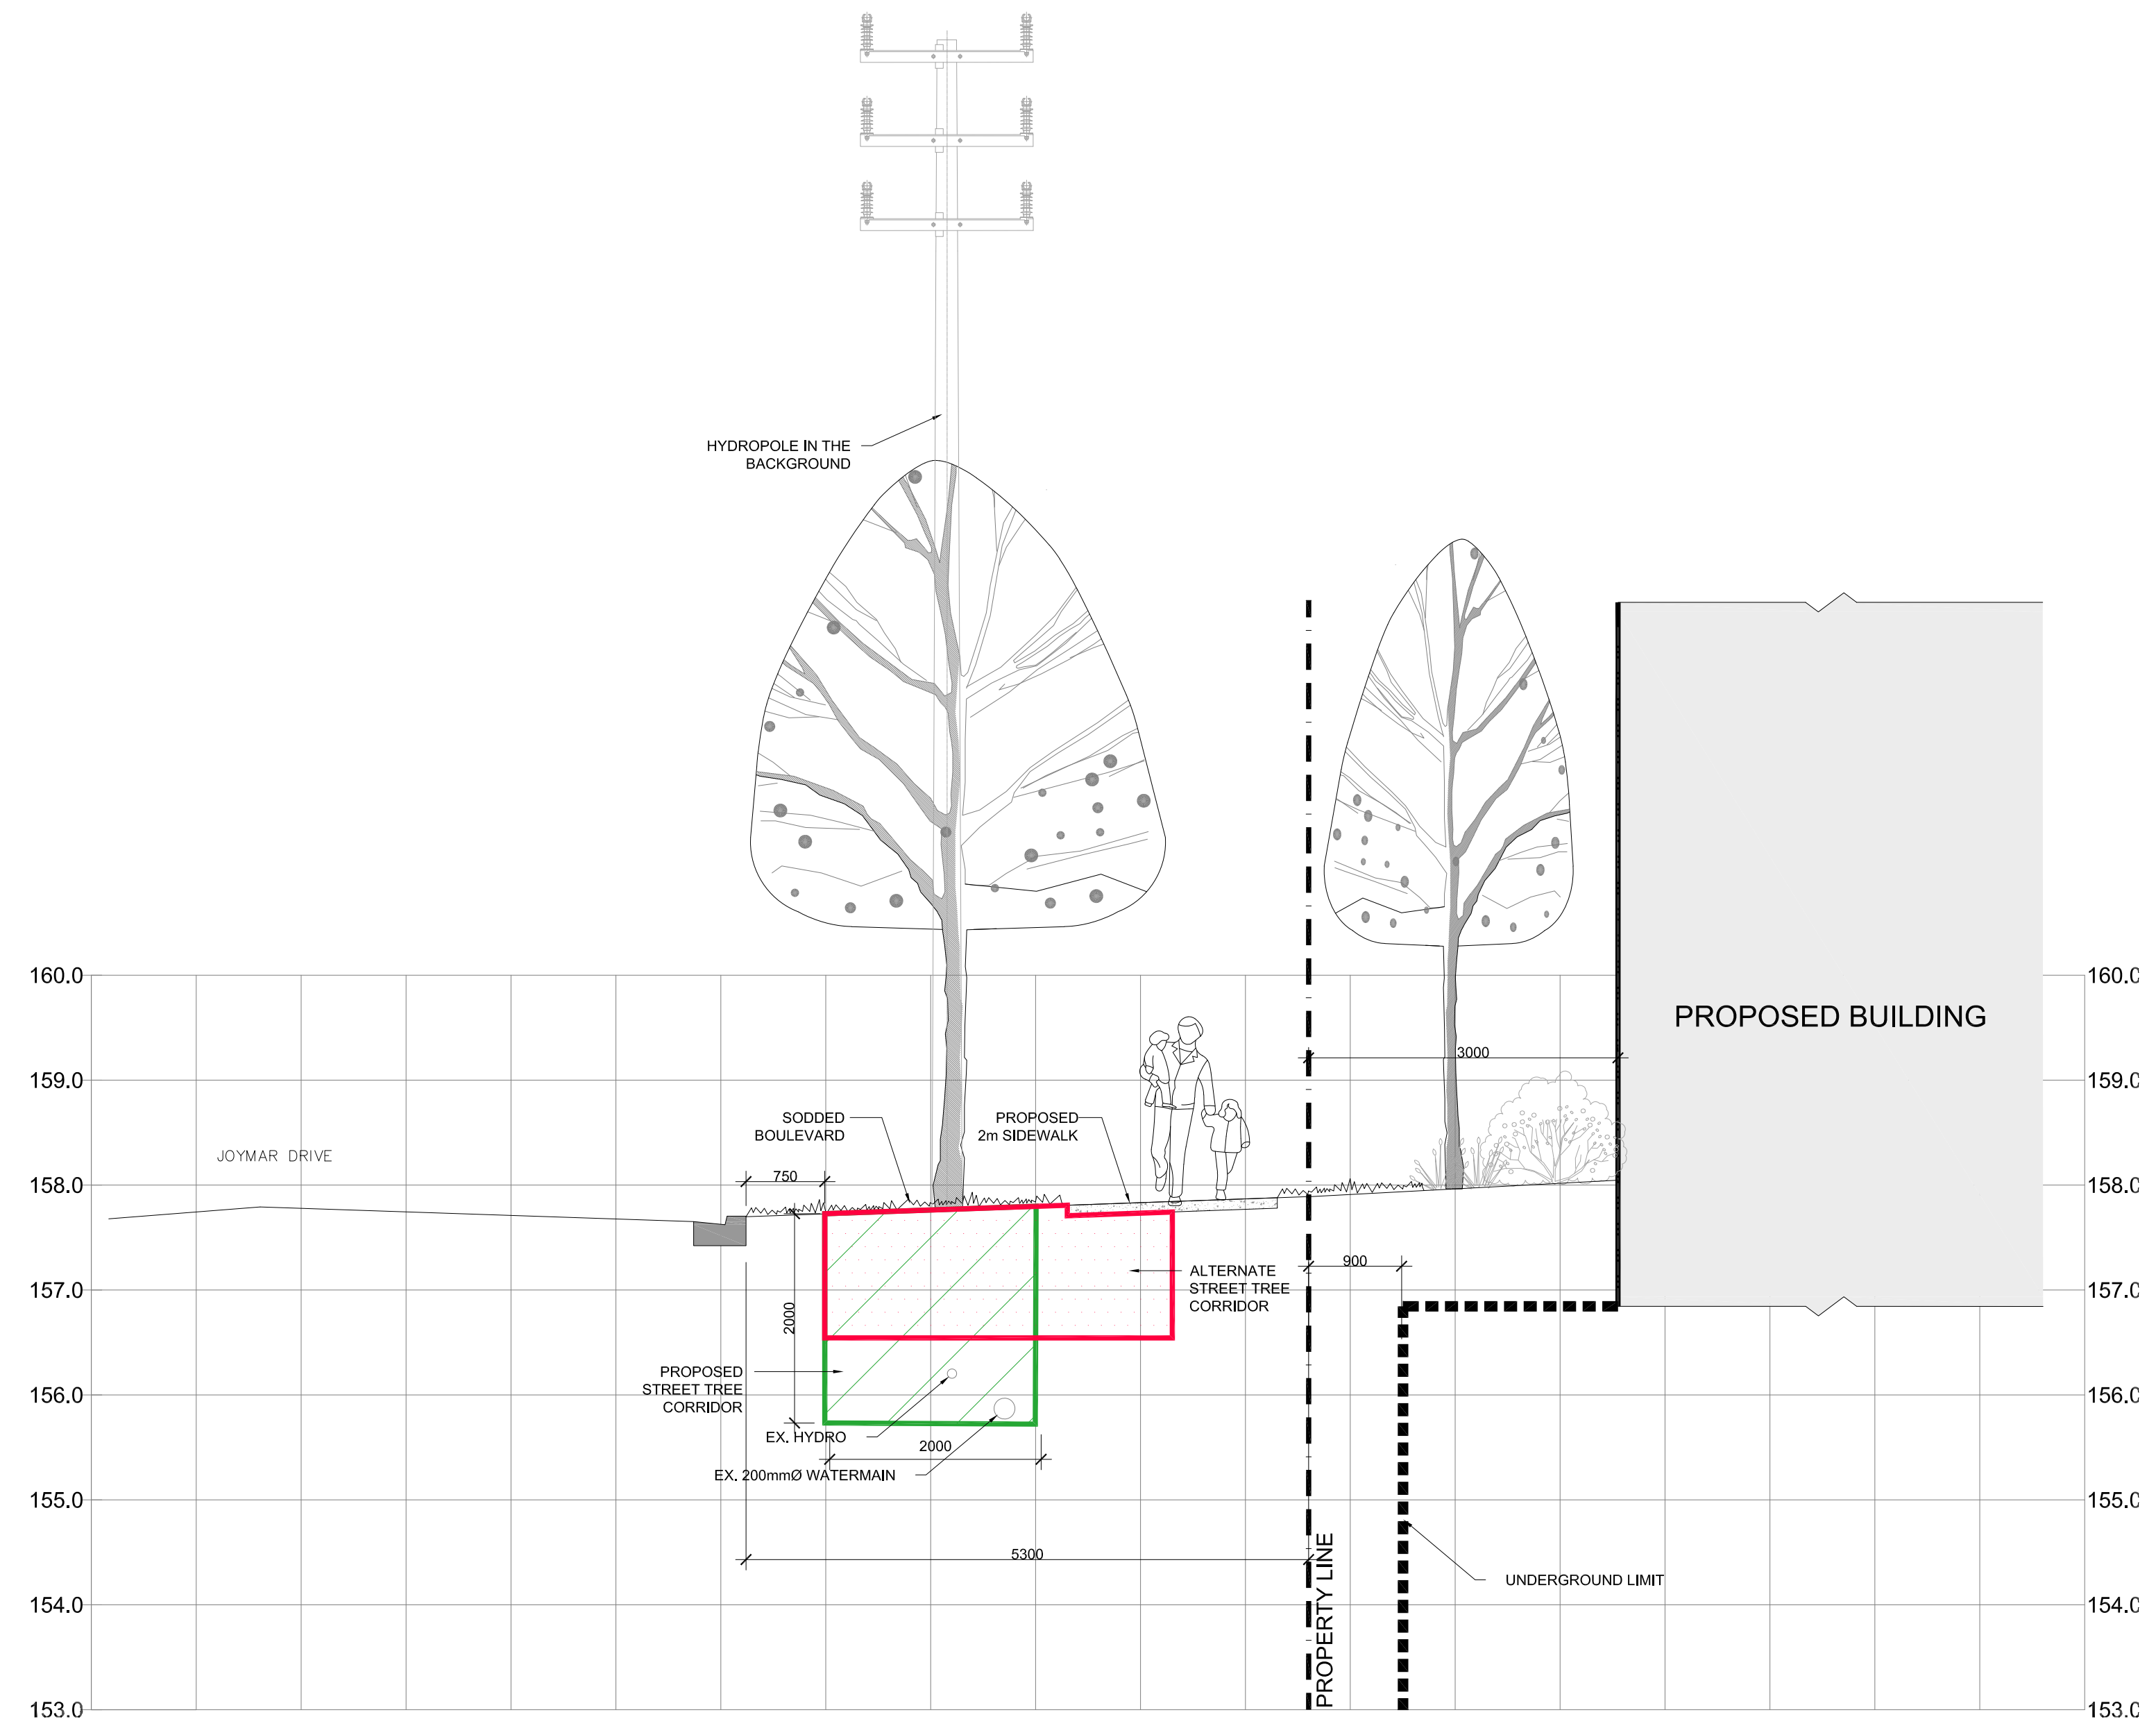 HYDROPOLE IN THE
BACKGROUND
160.0
160.0
PROPOSED BUILDING
3000
159.0
159.0
SODDED
BOULEVARD
PROPOSED
2m SIDEWALK
JOYMAR DRIVE
750
158.0
158.0
900
ALTERNATE
STREET TREE
CORRIDOR
157.0
157.0
2000
PROPOSED
STREET TREE
CORRIDOR
156.0
156.0
EX. HYDRO
2000
EX. 200mmØ WATERMAIN
155.0
155.0
5300
PROPERTY LINE
UNDERGROUND LIMIT
154.0
154.0
153.0
153.0